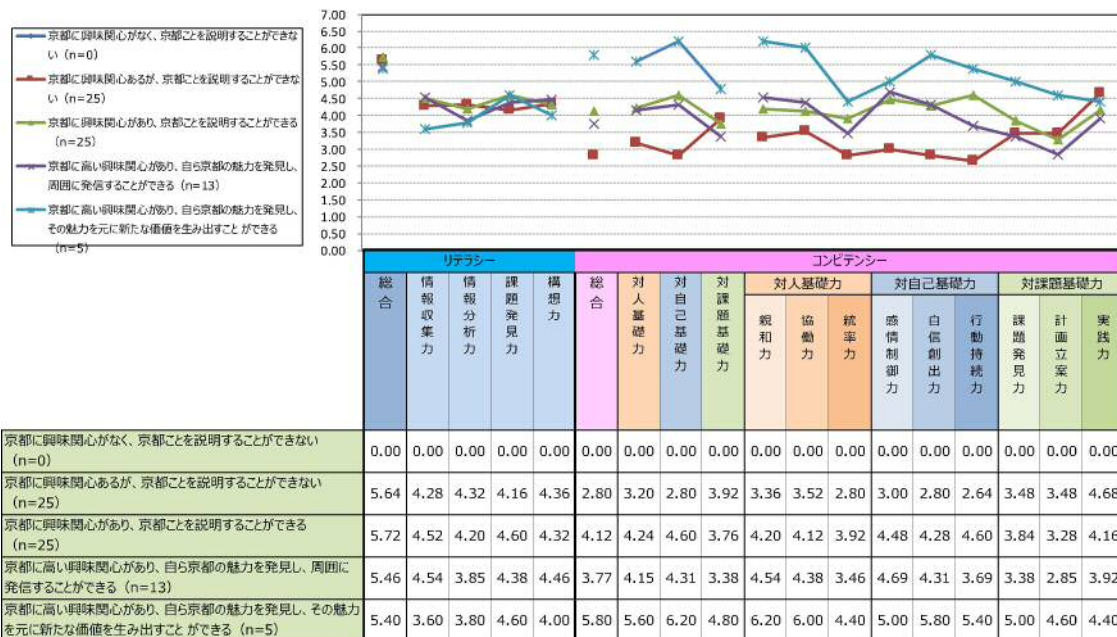 7.00
6.50
6.00
5.50
5.00
4.50
4.00
3.50
3.00
2.50
2.00
1.50
1.00
0.50
0.00
京都に興味関心がなく、京都ことを説明することができな
い（n=0）
京都に興味関心あるが、京都ことを説明することができな
い（n=25）
京都に興味関心があり、京都ことを説明することができる
（n=25）
京都に高い興味関心があり、自ら京都の魅力を発見し、
周囲に発信することができる（n=13）
京都に高い興味関心があり、自ら京都の魅力を発見し、
その魅力を元に新たな価値を生み出すこと ができる
（n=5）
リテラシー コンピテンシー
総合 情報収集力 情報分析力 課題発見力 構想力 総合 対人基礎力 対自己基礎力 対課題基礎力 対人基礎力 対自己基礎力 対課題基礎力
親和力 協働力 統率力 感情制御力 自信創出力 行動持続力 課題発見力 計画立案力 実践力
京都に興味関心がなく、京都ことを説明することができない
（n=0）
0.00 0.00 0.00 0.00 0.00 0.00 0.00 0.00 0.00 0.00 0.00 0.00 0.00 0.00 0.00 0.00 0.00 0.00
京都に興味関心あるが、京都ことを説明することができない
（n=25）
5.64 4.28 4.32 4.16 4.36 2.80 3.20 2.80 3.92 3.36 3.52 2.80 3.00 2.80 2.64 3.48 3.48 4.68
京都に興味関心があり、京都ことを説明することができる
（n=25）
5.72 4.52 4.20 4.60 4.32 4.12 4.24 4.60 3.76 4.20 4.12 3.92 4.48 4.28 4.60 3.84 3.28 4.16
京都に高い興味関心があり、自ら京都の魅力を発見し、周囲に
発信することができる（n=13）
5.46 4.54 3.85 4.38 4.46 3.77 4.15 4.31 3.38 4.54 4.38 3.46 4.69 4.31 3.69 3.38 2.85 3.92
京都に高い興味関心があり、自ら京都の魅力を発見し、その魅力
を元に新たな価値を生み出すこと ができる（n=5）
5.40 3.60 3.80 4.60 4.00 5.80 5.60 6.20 4.80 6.20 6.00 4.40 5.00 5.80 5.40 5.00 4.60 4.40